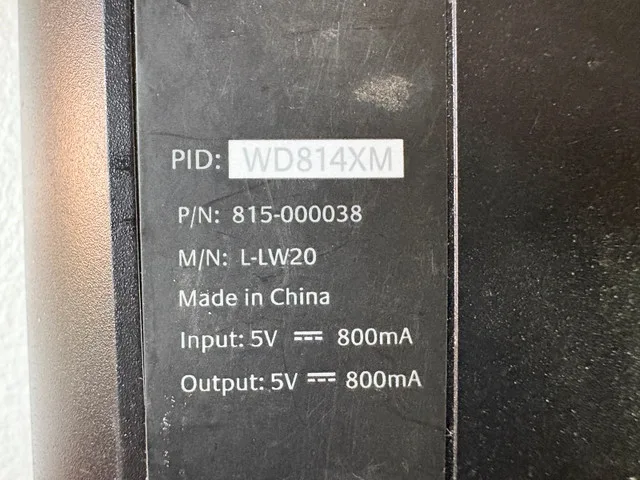 PID: WD814XM
P/N: 815-000038
M/N: L-LW20
Made in China
Input: 5V ⎓ 800mA
Output: 5V ⎓ 800mA